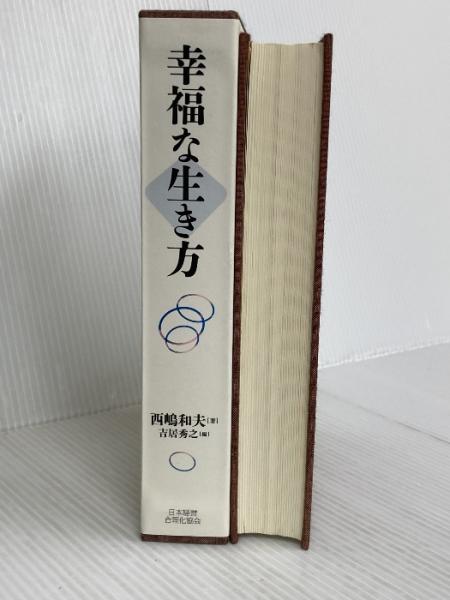 幸福な生き方
西嶋和夫[著]
吉居秀之[編]
日本経営
合理化協会